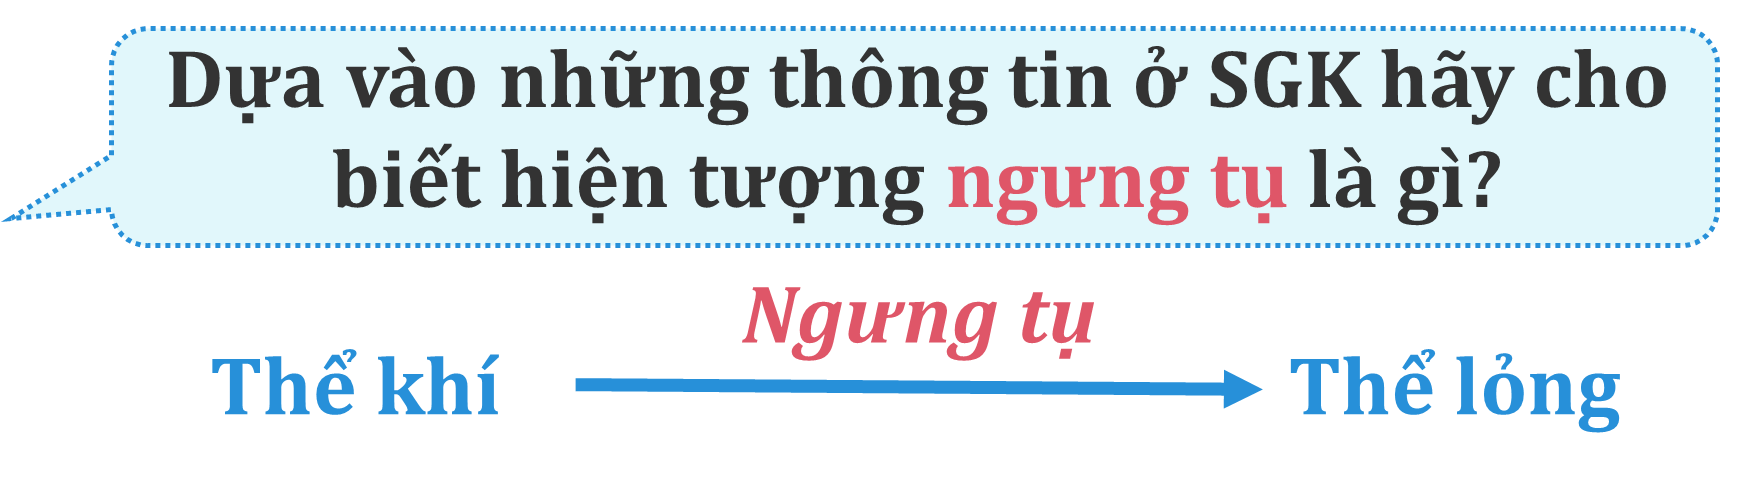 Dựa vào những thông tin ở SGK hãy cho
biết hiện tượng ngưng tụ là gì?
Ngưng tụ
Thể khí
Thể lỏng